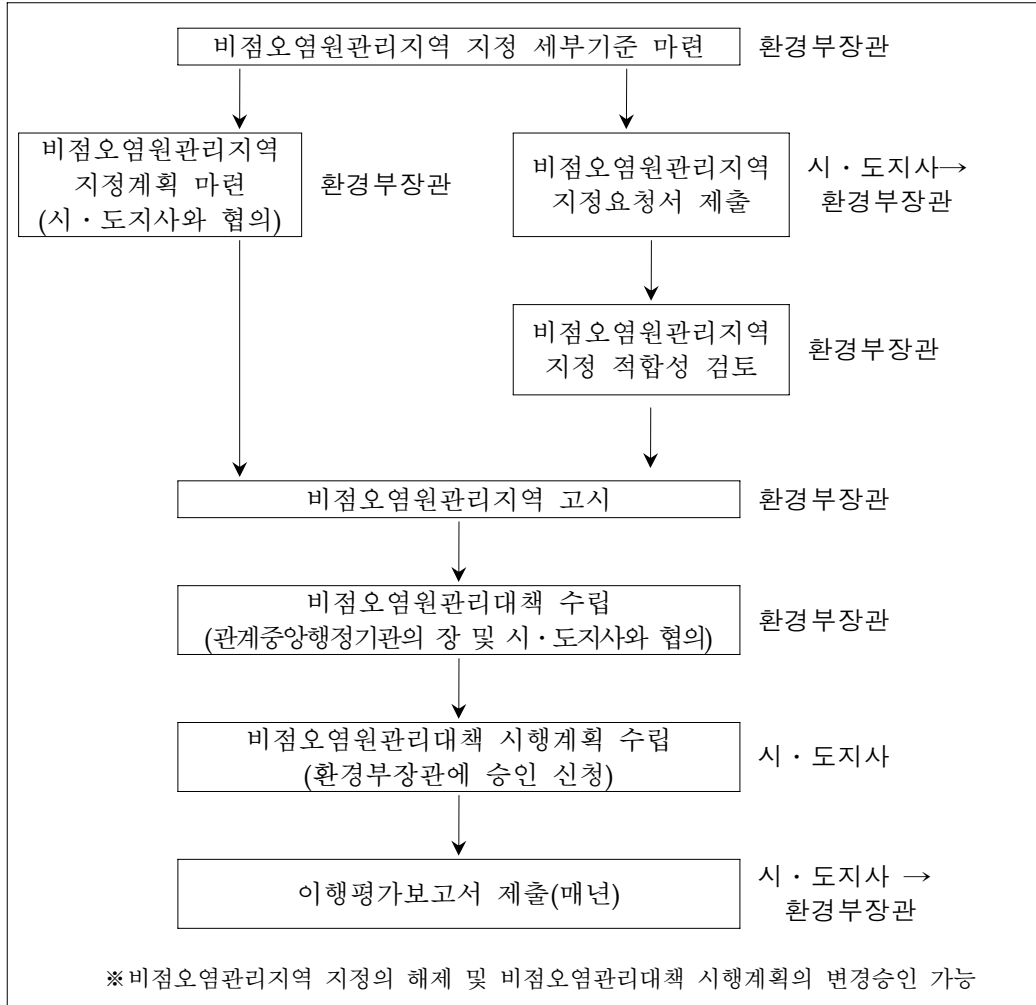 비점오염원관리지역 지정 세부기준 마련
환경부장관
비점오염원관리지역
지정계획 마련
(시・도지사와 협의)
환경부장관
비점오염원관리지역
지정요청서 제출
시・도지사→
환경부장관
비점오염원관리지역
지정 적합성 검토
환경부장관
비점오염원관리지역 고시
환경부장관
비점오염원관리대책 수립
(관계중앙행정기관의 장 및 시・도지사와 협의)
환경부장관
비점오염원관리대책 시행계획 수립
(환경부장관에 승인 신청)
시・도지사
이행평가보고서 제출(매년)
시・도지사 →
환경부장관
※비점오염관리지역 지정의 해제 및 비점오염관리대책 시행계획의 변경승인 가능